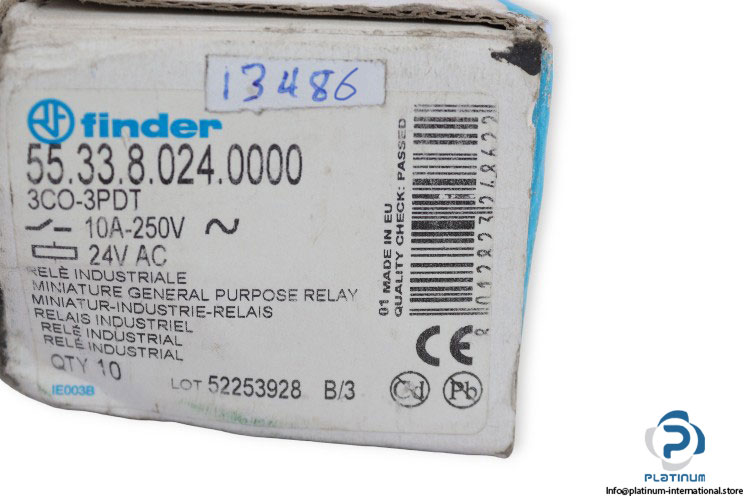 13486
finder
55.33.8.024.0000
3CO-3PDT
10A-250V ~
24V AC
RELÈ INDUSTRIALE
MINIATURE GENERAL PURPOSE RELAY
MINIATUR-INDUSTRIE-RELAIS
RELAIS INDUSTRIEL
RELÉ INDUSTRIAL
RELÉ INDUSTRIAL
QTY 10
IE003B
LOT 52253928 B/3
01 MADE IN EU
QUALITY CHECK: PASSED
CE
Cd
Pb
PLATINUM
Info@platinum-international.store